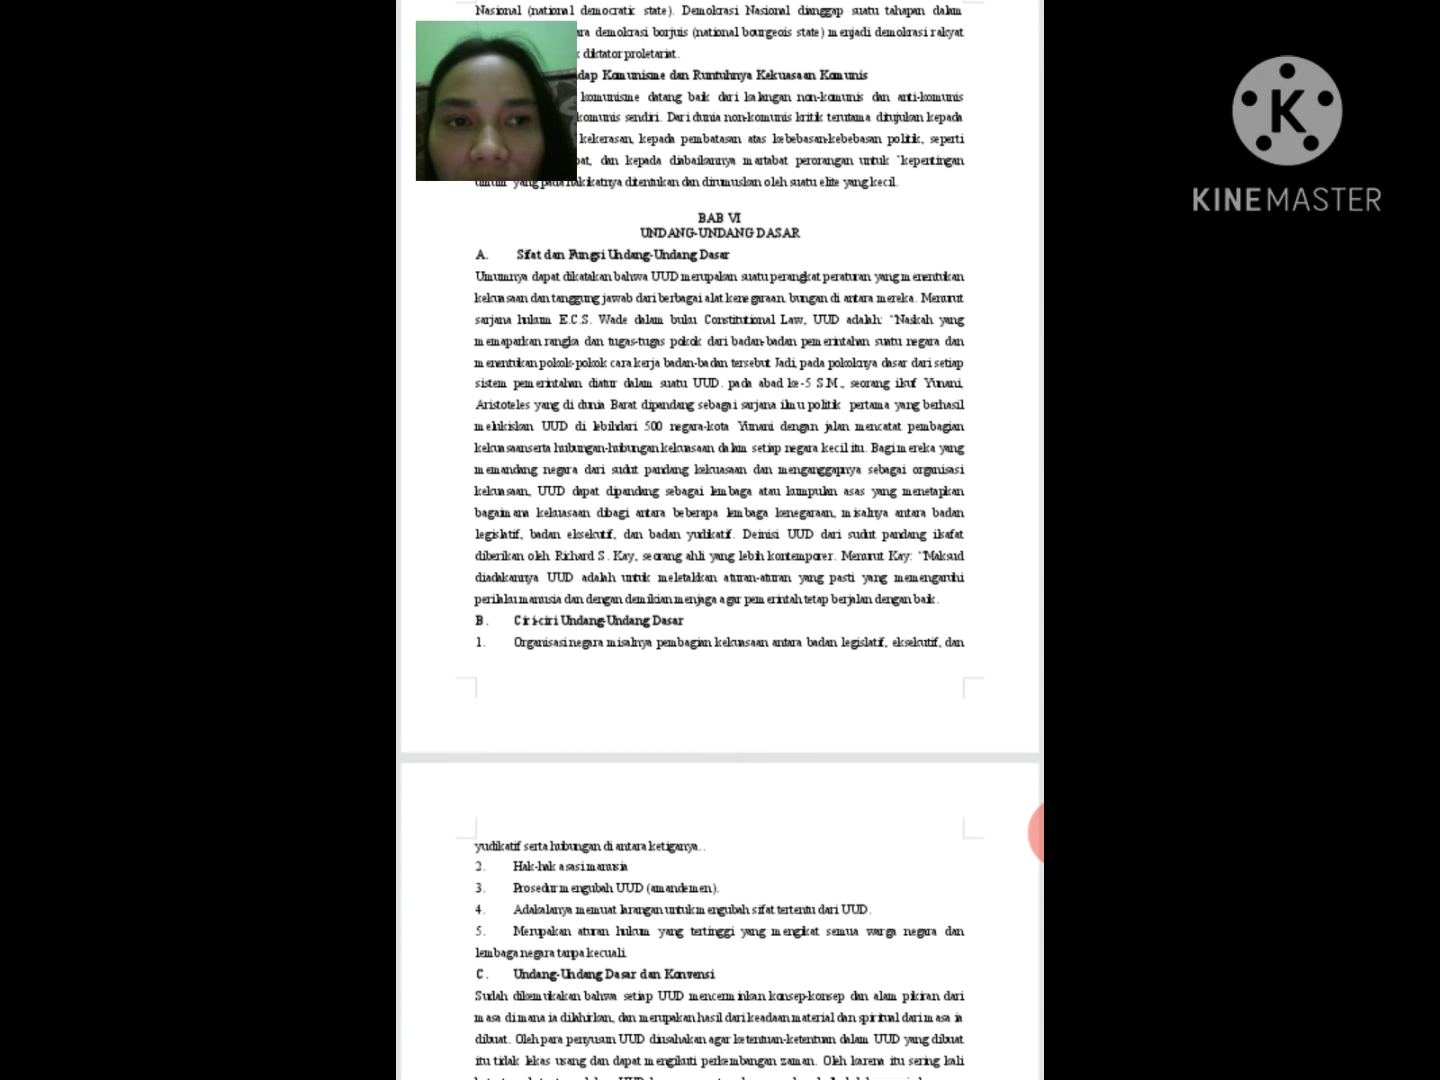 Nasional (national democratic state). Demokrasi Nasional dianggap suatu tahapan dalam
ara demokrasi borjuis (national bourgeois state) menjadi demokrasi rakyat
k diktator proletariat.
dap Komunisme dan Runtuhnya Kekuasaan Komunis
komunisme datang baik dari kalangan non-komunis dan anti-komunis
komunis sendiri. Dari dunia non-komunis kritik terutama ditujukan kepada
kekerasan, kepada pembatasan atas kebebasan-kebebasan politik, seperti
pat, dan kepada diabaikannya martabat perorangan untuk "kepentingan
umum" yang pada hakikatnya ditentukan dan dirumuskan oleh suatu elite yang kecil.
K
KINEMASTER
BAB VI
UNDANG-UNDANG DASAR
A. Sifat dan Fungsi Undang-Undang Dasar
Umumnya dapat dikatakan bahwa UUD merupakan suatu perangkat peraturan yang menentukan
kekuasaan dan tanggung jawab dari berbagai alat kenegaraan, bungan di antara mereka. Menurut
sarjana hukum E.C.S. Wade dalam buku Constitutional Law, UUD adalah: "Naskah yang
memaparkan rangka dan tugas-tugas pokok dari badan-badan pemerintahan suatu negara dan
menentukan pokok-pokok cara kerja badan-badan tersebut Jadi, pada pokoknya dasar dari setiap
sistem pemerintahan diatur dalam suatu UUD. pada abad ke-5 S.M., seorang ikuf Yunani,
Aristoteles yang di dunia Barat dipandang sebagai sarjana ilmu politik pertama yang berhasil
melukiskan UUD di lebihdari 500 negara-kota Yunani dengan jalan mencatat pembagian
kekuasaanserta hubungan-hubungan kekuasaan dalam setiap negara kecil itu. Bagi mereka yang
memandang negara dari sudut pandang kekuasaan dan menganggapnya sebagai organisasi
kekuasaan, UUD dapat dipandang sebagai lembaga atau kumpulan asas yang menetapkan
bagaimana kekuasaan dibagi antara beberapa lembaga kenegaraan, misalnya antara badan
legislatif, badan eksekutif, dan badan yudikatif. Deinisi UUD dari sudut pandang ikafat
diberikan oleh Richard S. Kay, seorang ahli yang lebih kontemporer. Menurut Kay: "Maksud
diadakannya UUD adalah untuk meletakkan aturan-aturan yang pasti yang memengaruhi
perilaku manusia dan dengan demikian menjaga agar pemerintah tetap berjalan dengan baik.
B. Ciri-ciri Undang-Undang Dasar
1. Organisasi negara misalnya pembagian kekuasaan antara badan legislatif, eksekutif, dan
yudikatif serta hubungan di antara ketiganya..
2. Hak-hak asasi manusia
3. Prosedur mengubah UUD (amandemen).
4. Adakalanya memuat larangan untuk mengubah sifat tertentu dari UUD.
5. Merupakan aturan hukum yang tertinggi yang mengikat semua warga negara dan
lembaga negara tanpa kecuali.
C. Undang-Undang Dasar dan Konvensi
Sudah dikemukakan bahwa setiap UUD mencerminkan konsep-konsep dan alam pikiran dari
masa dimana ia dilahirkan, dan merupakan hasil dari keadaan material dan spiritual dari masa ia
dibuat. Oleh para penyusun UUD diusahakan agar ketentuan-ketentuan dalam UUD yang dibuat
itu tidak lekas usang dan dapat mengikuti perkembangan zaman. Oleh karena itu sering kali